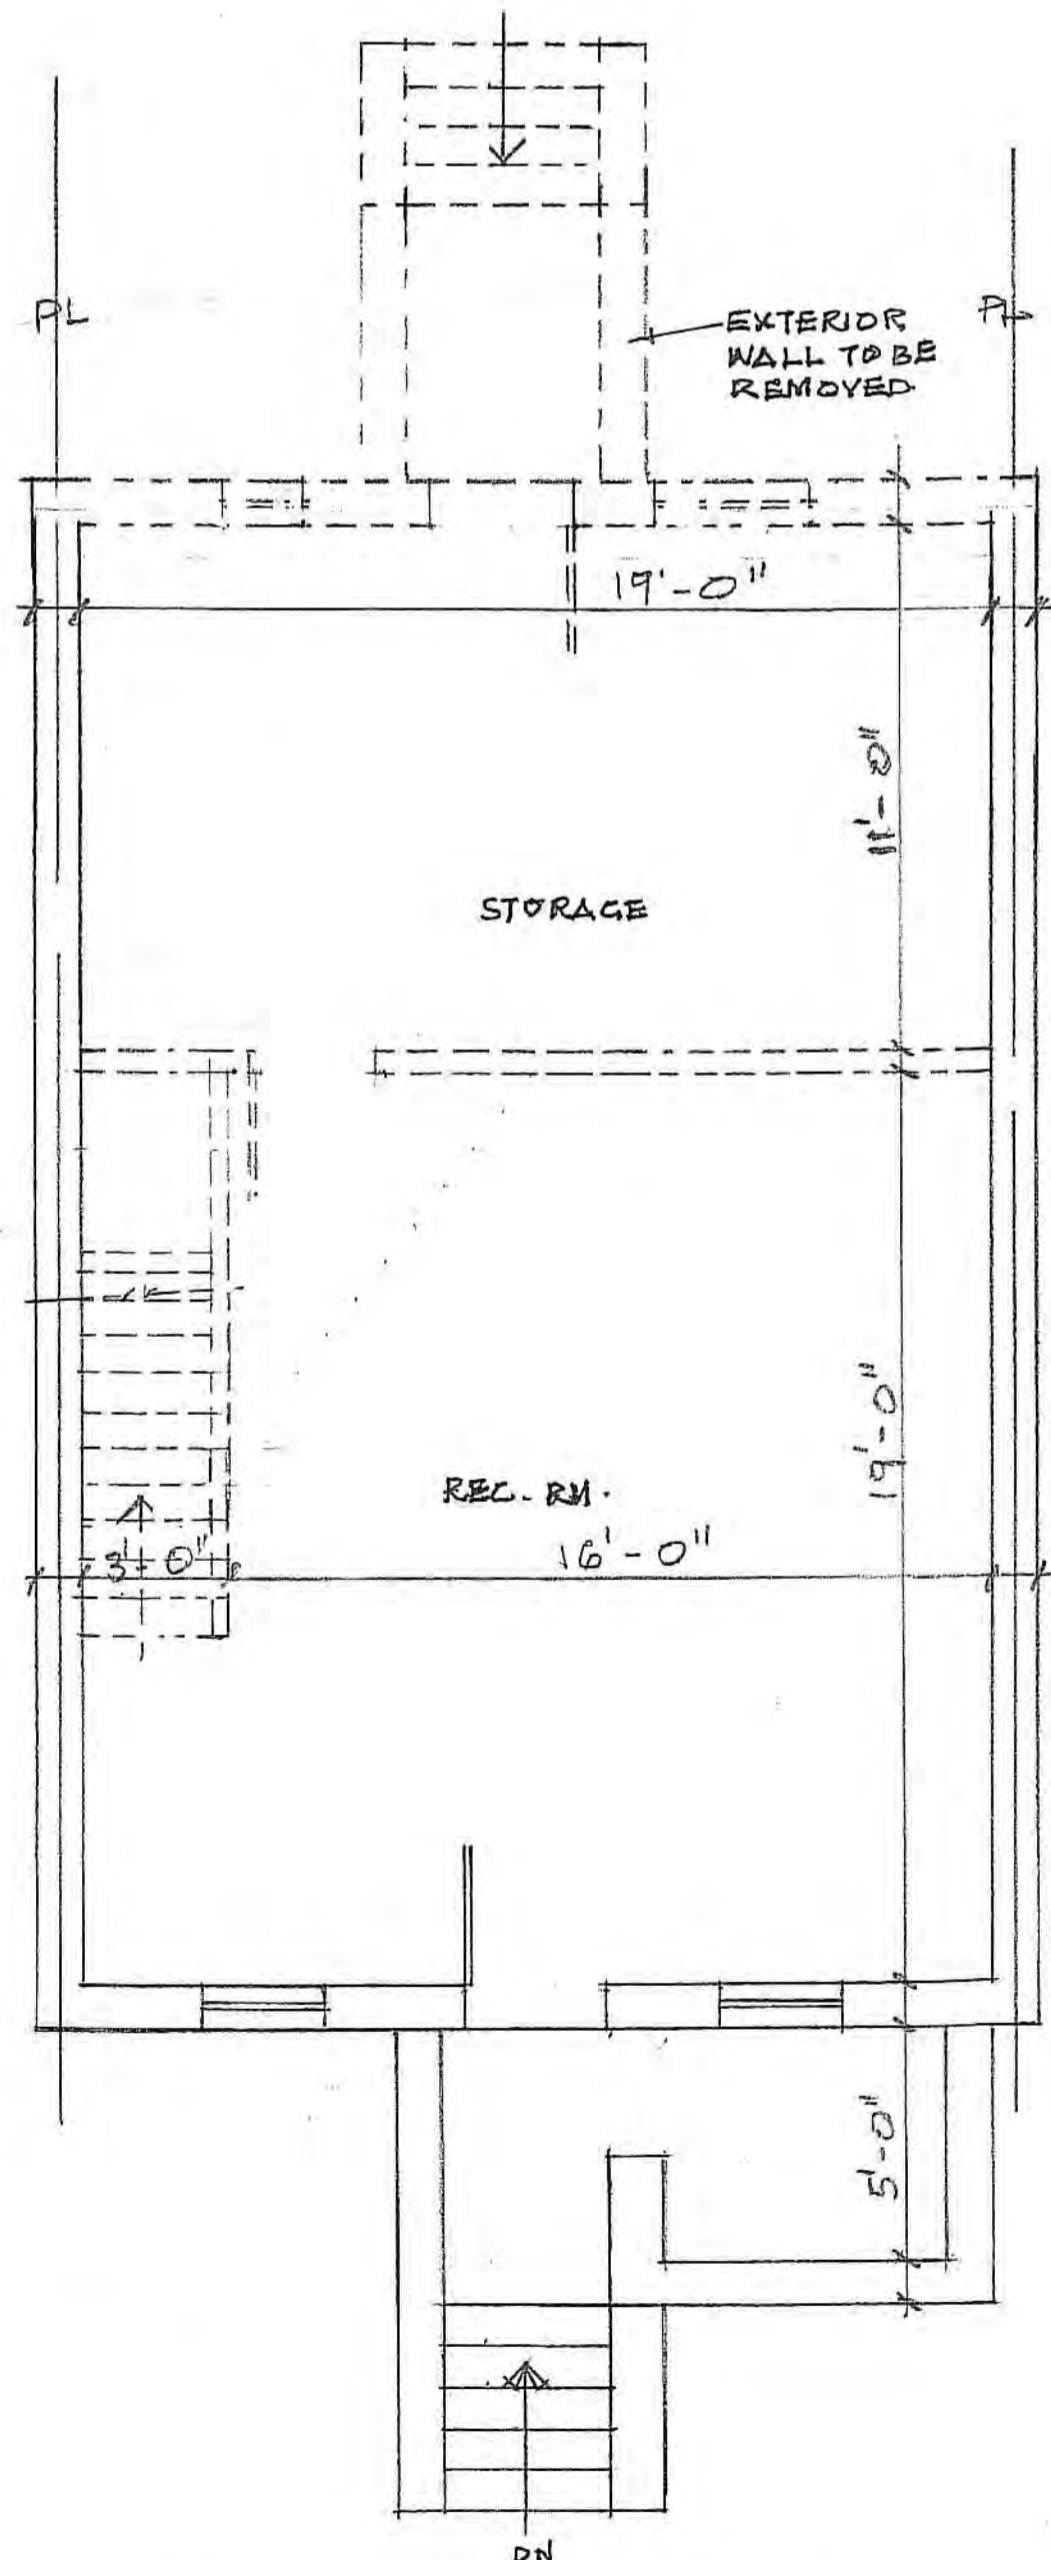 PL
PL
EXTERIOR
WALL TO BE
REMOVED
19'-0"
11'-0"
STORAGE
19'-0"
REC. RM.
3'-0"
16'-0"
5'-0"
DN